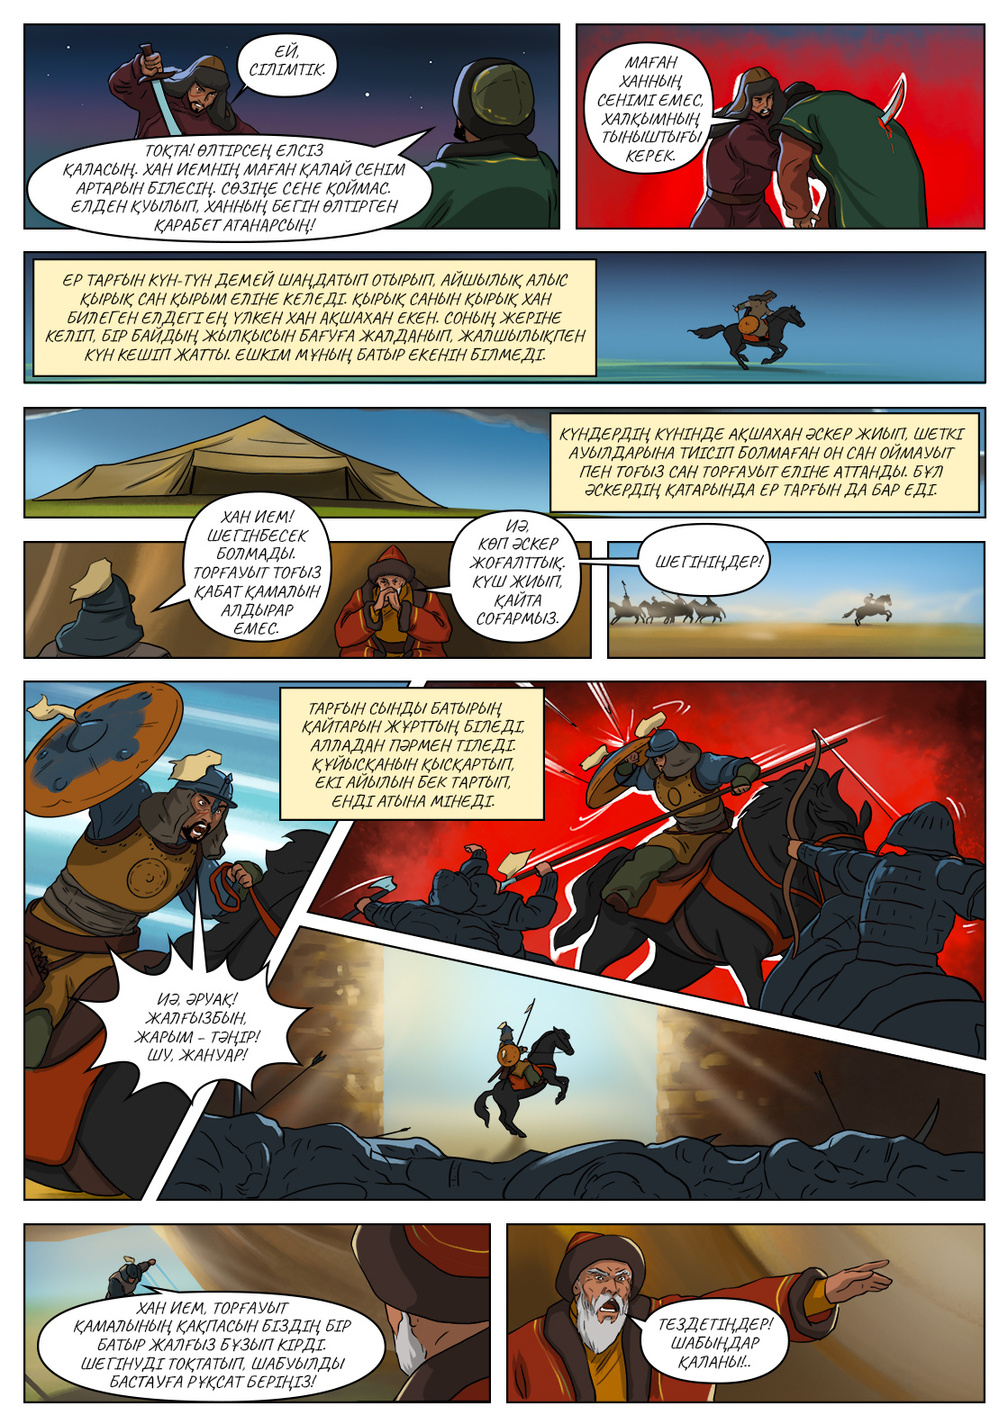 ЕЙ,
СІЛІМТІК.
ТОҚТА! ӨЛТІРСЕҢ ЕЛСІЗ
ҚАЛАСЫҢ. ХАН ИЕМНІҢ МАҒАН ҚАЛАЙ СЕНІМ
АРТАРЫН БІЛЕСІҢ. СӨЗІҢЕ СЕНЕ ҚОЙМАС.
ЕЛДЕН ҚУЫЛЫП, ХАННЫҢ БЕГІН ӨЛТІРГЕН
ҚАРАБЕТ АТАНАРСЫҢ!
МАҒАН
ХАННЫҢ
СЕНІМІ ЕМЕС,
ХАЛҚЫМНЫҢ
ТЫНЫШТЫҒЫ
КЕРЕК.
ЕР ТАРҒЫН КҮН-ТҮН ДЕМЕЙ ШАҢДАТЫП ОТЫРЫП, АЙШЫЛЫҚ АЛЫС
ҚЫРЫҚ САН ҚЫРЫМ ЕЛІНЕ КЕЛЕДІ. ҚЫРЫҚ САНЫН ҚЫРЫҚ ХАН
БИЛЕГЕН ЕЛДЕГІ ЕҢ ҮЛКЕН ХАН АҚШАХАН ЕКЕН. СОНЫҢ ЖЕРІНЕ
КЕЛІП, БІР БАЙДЫҢ ЖЫЛҚЫСЫН БАҒУҒА ЖАЛДАНЫП, ЖАЛШЫЛЫҚПЕН
КҮН КЕШІП ЖАТТЫ. ЕШКІМ МҰНЫҢ БАТЫР ЕКЕНІН БІЛМЕДІ.
КҮНДЕРДІҢ КҮНІНДЕ АҚШАХАН ӘСКЕР ЖИЫП, ШЕТКІ
АУЫЛДАРЫНА ТИІСІП БОЛМАҒАН ОН САН ОЙМАУЫТ
ПЕН ТОҒЫЗ САН ТОРҒАУЫТ ЕЛІНЕ АТТАНДЫ. БҰЛ
ӘСКЕРДІҢ ҚАТАРЫНДА ЕР ТАРҒЫН ДА БАР ЕДІ.
ХАН ИЕМ!
ШЕГІНБЕСЕК
БОЛМАДЫ.
ТОРҒАУЫТ ТОҒЫЗ
ҚАБАТ ҚАМАЛЫН
АЛДЫРАР
ЕМЕС.
ИӘ,
КӨП ӘСКЕР
ЖОҒАЛТТЫҚ.
КҮШ ЖИЫП,
ҚАЙТА
СОҒАРМЫЗ.
ШЕГІНІҢДЕР!
ТАРҒЫН СЫНДЫ БАТЫРЫҢ
ҚАЙТАРЫН ЖҰРТТЫҢ БІЛЕДІ,
АЛЛАДАН ПӘРМЕН ТІЛЕДІ.
ҚҰЙЫСҚАНЫН ҚЫСҚАРТЫП,
ЕКІ АЙЫЛЫН БЕК ТАРТЫП,
ЕНДІ АТЫНА МІНЕДІ.
ИӘ, ӘРУАҚ!
ЖАЛҒЫЗБЫН,
ЖАРЫМ – ТӘҢІР!
ШУ, ЖАНУАР!
ХАН ИЕМ, ТОРҒАУЫТ
ҚАМАЛЫНЫҢ ҚАҚПАСЫН БІЗДІҢ БІР
БАТЫР ЖАЛҒЫЗ БҰЗЫП КІРДІ.
ШЕГІНУДІ ТОҚТАТЫП, ШАБУЫЛДЫ
БАСТАУҒА РҰҚСАТ БЕРІҢІЗ!
ТЕЗДЕТІҢДЕР!
ШАБЫҢДАР
ҚАЛАНЫ!..